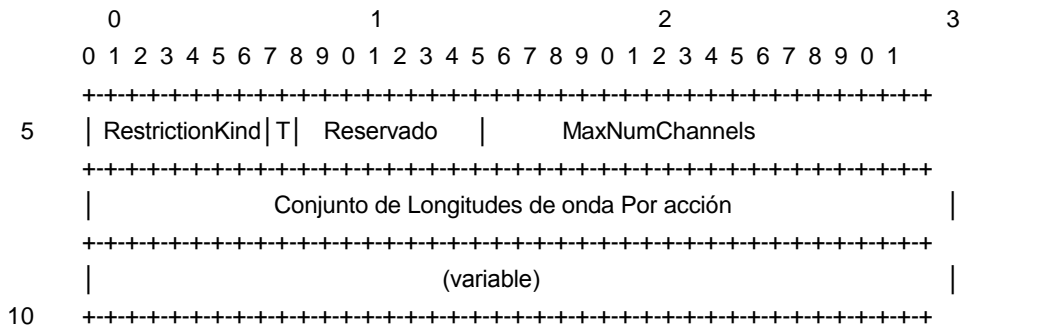 0 1 2 3
0 1 2 3 4 5 6 7 8 9 0 1 2 3 4 5 6 7 8 9 0 1 2 3 4 5 6 7 8 9 0 1
+-+-+-+-+-+-+-+-+-+-+-+-+-+-+-+-+-+-+-+-+-+-+-+-+-+-+-+-+-+-+-+-+-+-+-+-+-+-+-+
5 | RestrictionKind|T| Reservado | MaxNumChannels
+-+-+-+-+-+-+-+-+-+-+-+-+-+-+-+-+-+-+-+-+-+-+-+-+-+-+-+-+-+-+-+-+-+-+-+-+-+-+-+
| Conjunto de Longitudes de onda Por acción |
+-+-+-+-+-+-+-+-+-+-+-+-+-+-+-+-+-+-+-+-+-+-+-+-+-+-+-+-+-+-+-+-+-+-+-+-+-+-+-+
| (variable) |
10 +-+-+-+-+-+-+-+-+-+-+-+-+-+-+-+-+-+-+-+-+-+-+-+-+-+-+-+-+-+-+-+-+-+-+-+-+-+-+-+